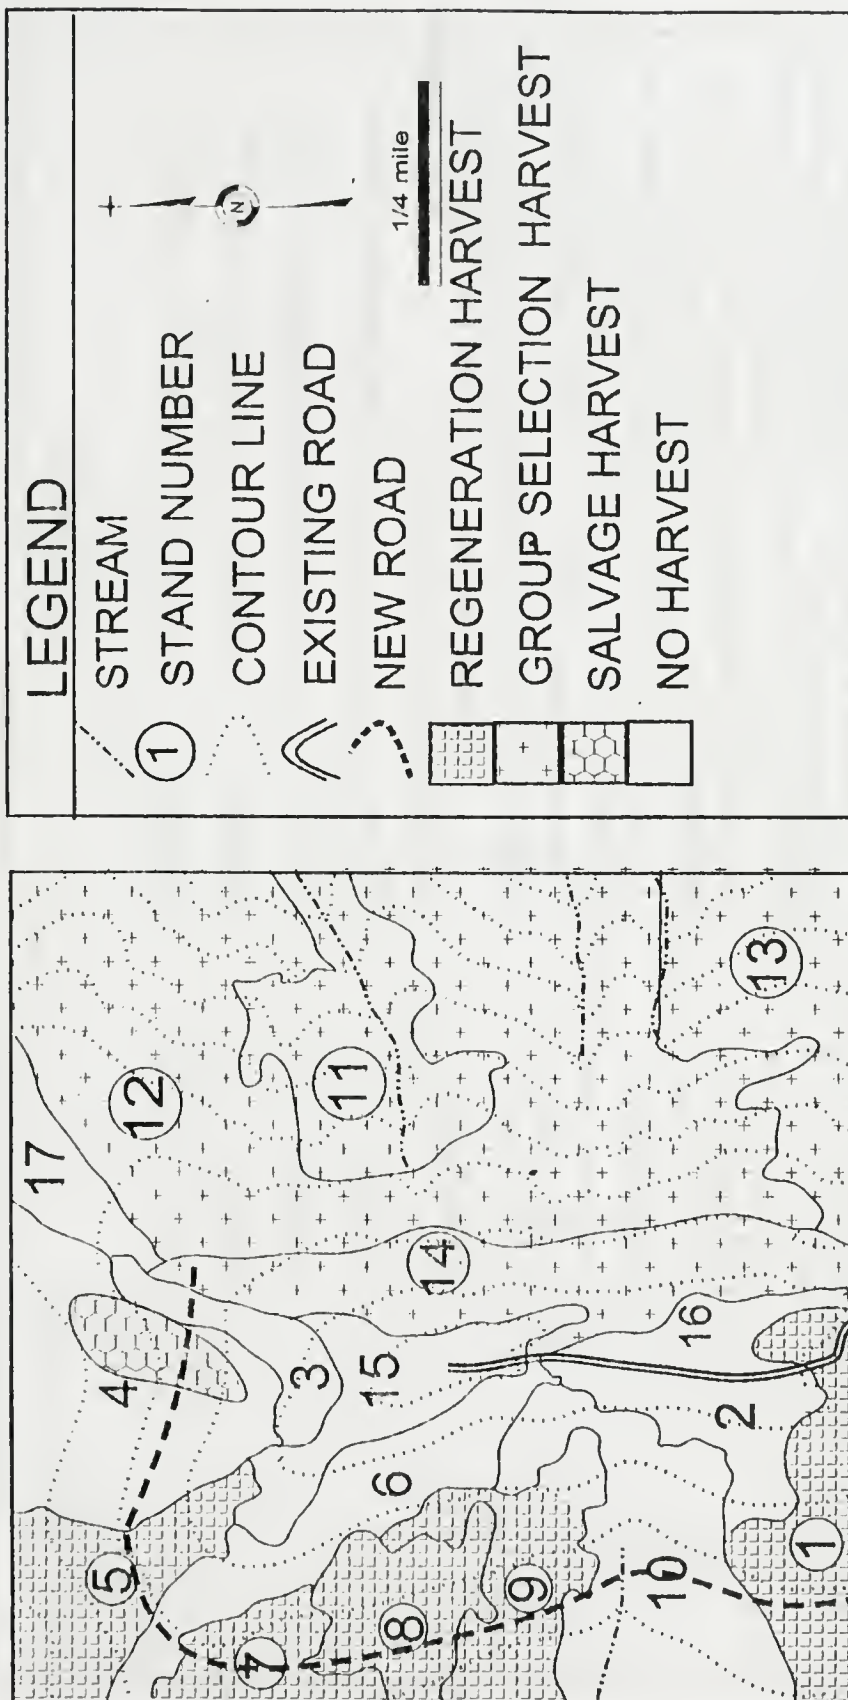 LEGEND
STREAM
1 STAND NUMBER
CONTOUR LINE
EXISTING ROAD
NEW ROAD
REGENERATION HARVEST
GROUP SELECTION HARVEST
SALVAGE HARVEST
NO HARVEST
N
1/4 mile
17
12
11
13
14
4
3
15
16
2
6
5
7
8
9
10
1